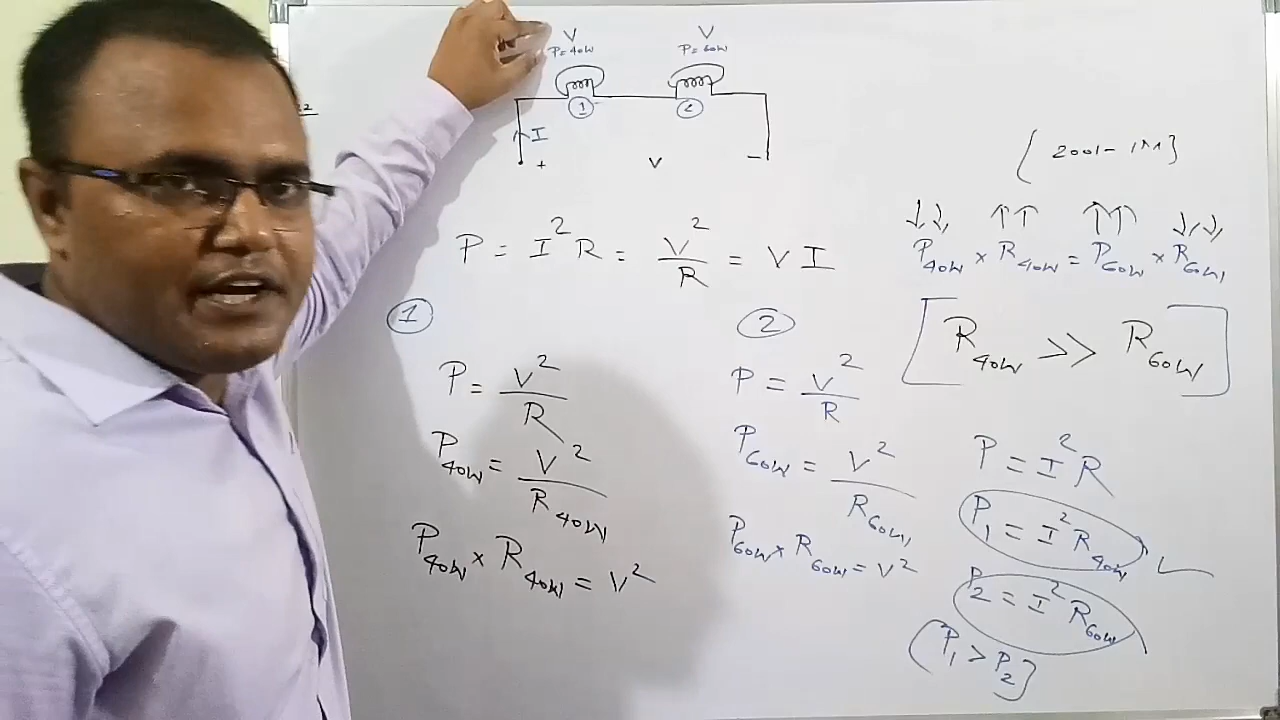 V V
P=40W P=60W
1 2
I
+ V −
(2001-1M)
↓↓ ↑↑ ↑↑ ↓↓
P = I²R = V²/R = VI
P40W × R40W = P60W × R60W
[R40W >> R60W]
①
P = V²/R
P40W = V²/R40W
P40W × R40W = V²
②
P = V²/R
P60W = V²/R60W
P60W × R60W = V²
P = I²R
P1 = I²R40W
P2 = I²R60W
(P1 > P2)